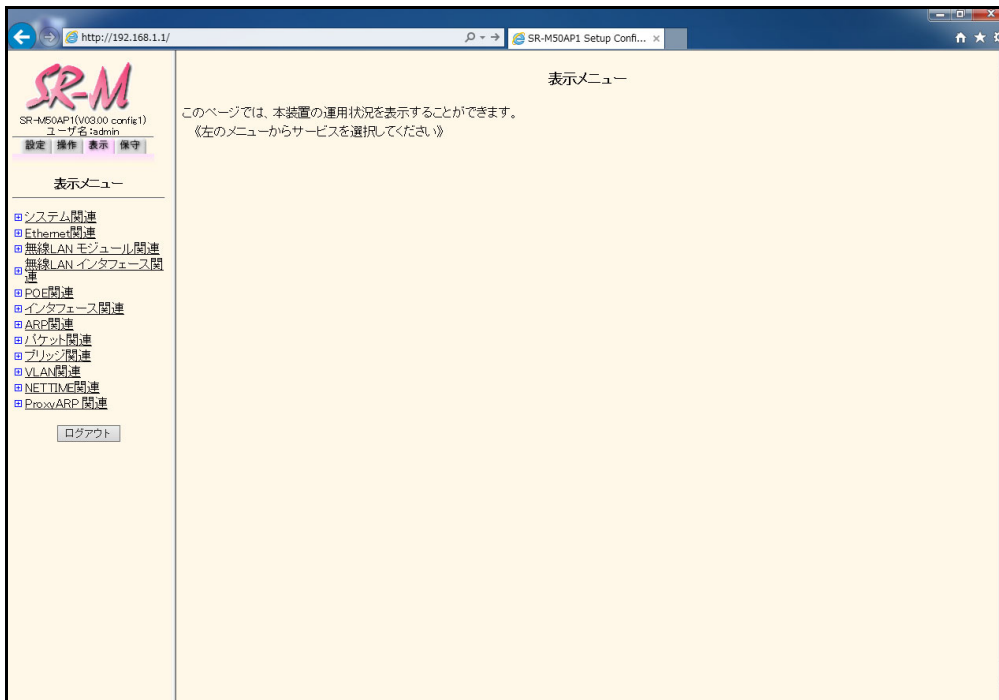 http://192.168.1.1/
SR-M50AP1 Setup Confi...
SR-M
SR-M50AP1(V03.00 config1)
ユーザ名:admin
設定 操作 表示 保守
表示メニュー
システム関連
Ethernet関連
無線LAN モジュール関連
無線LAN インタフェース関
連
POE関連
インタフェース関連
ARP関連
パケット関連
ブリッジ関連
VLAN関連
NETTIME関連
ProxyARP 関連
ログアウト
表示メニュー
このページでは、本装置の運用状況を表示することができます。
《左のメニューからサービスを選択してください》